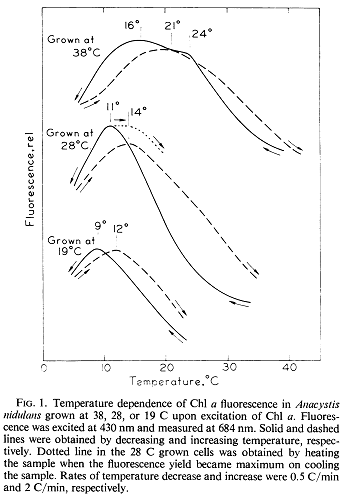 16° 21° 24°
Grown at
38°C
11° 14°
Grown at
28°C
9° 12°
Grown at
19°C
Fluorescence, rel
0 10 20 30 40
Temperature, °C
FIG. 1. Temperature dependence of Chl a fluorescence in Anacystis
nidulans grown at 38, 28, or 19 C upon excitation of Chl a. Fluores-
cence was excited at 430 nm and measured at 684 nm. Solid and dashed
lines were obtained by decreasing and increasing temperature, respec-
tively. Dotted line in the 28 C grown cells was obtained by heating
the sample when the fluorescence yield became maximum on cooling
the sample. Rates of temperature decrease and increase were 0.5 C/min
and 2 C/min, respectively.